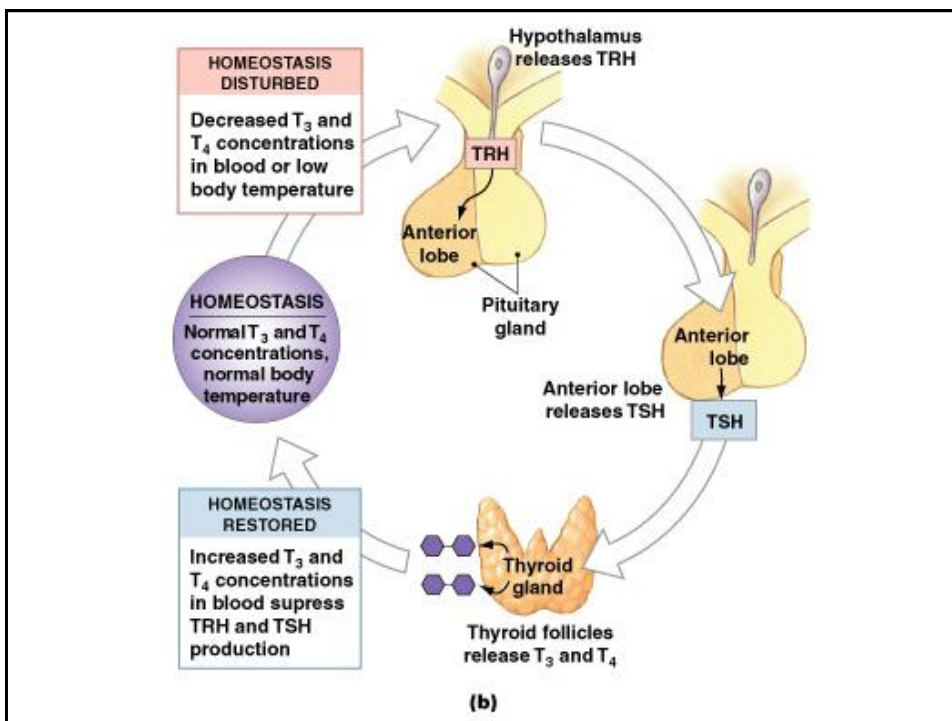 Hypothalamus
releases TRH
HOMEOSTASIS
DISTURBED
Decreased T₃ and
T₄ concentrations
in blood or low
body temperature
TRH
Anterior
lobe
Pituitary
gland
HOMEOSTASIS
Normal T₃ and T₄
concentrations,
normal body
temperature
Anterior
lobe
Anterior lobe
releases TSH
TSH
HOMEOSTASIS
RESTORED
Increased T₃ and
T₄ concentrations
in blood supress
TRH and TSH
production
Thyroid
gland
Thyroid follicles
release T₃ and T₄
(b)